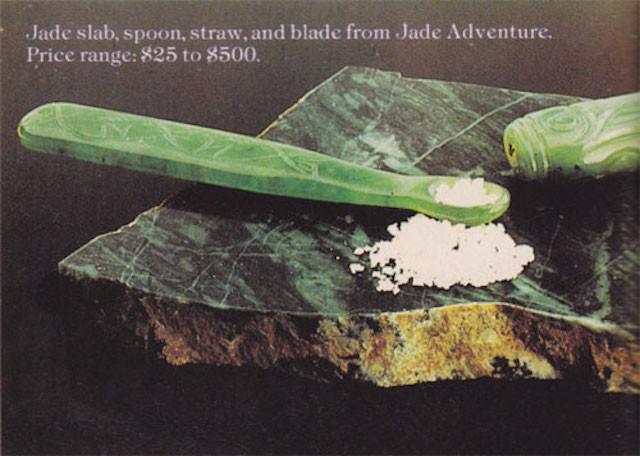 Jade slab, spoon, straw, and blade from Jade Adventure.
Price range: $25 to $500.